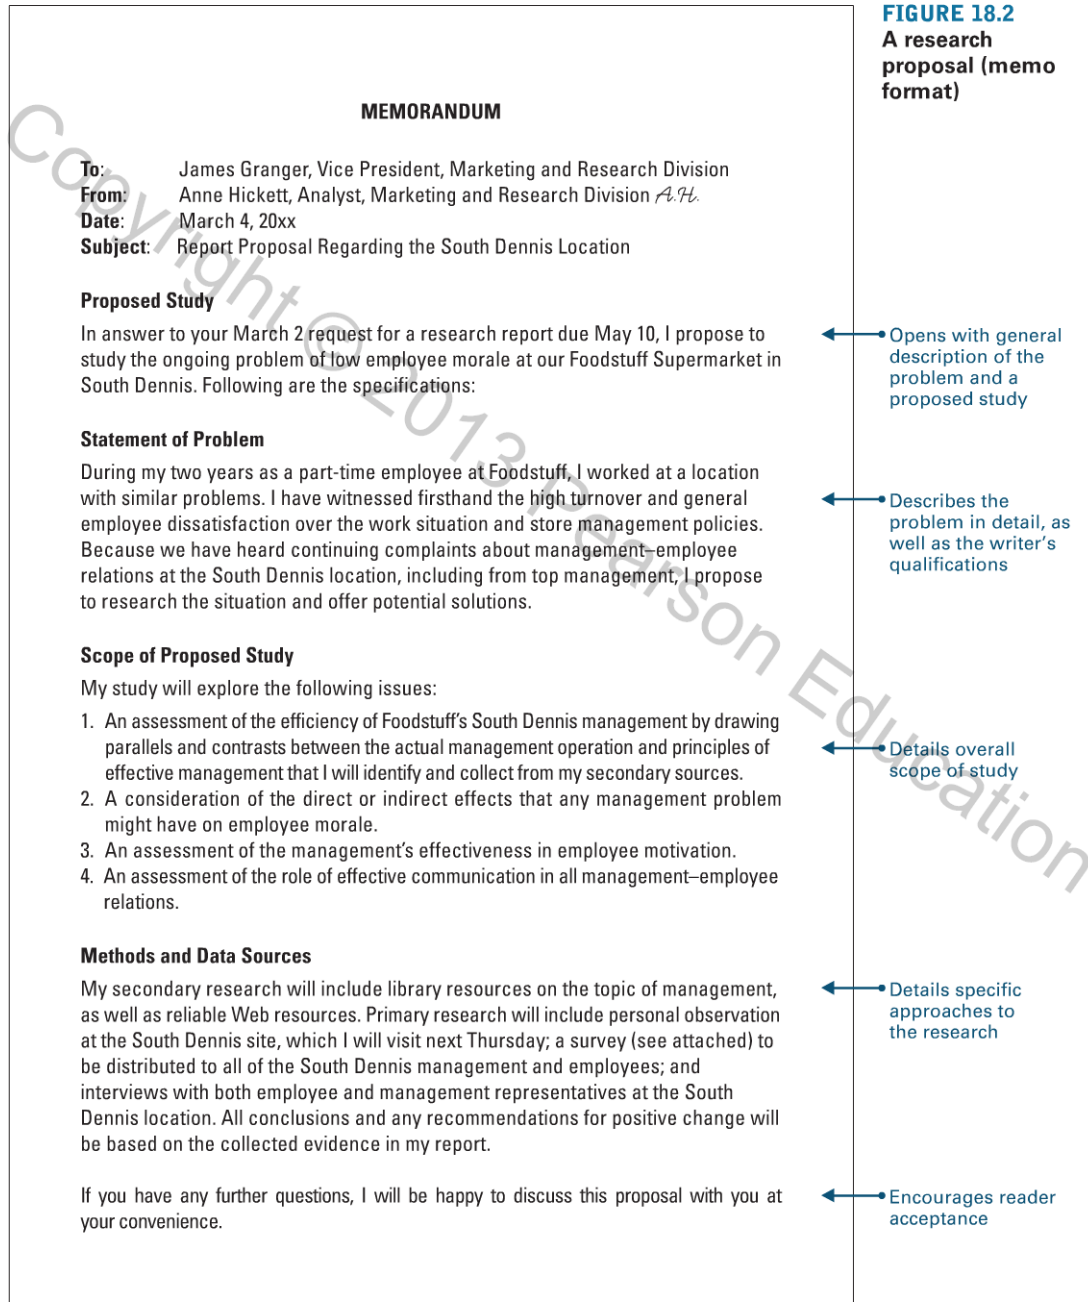 FIGURE 18.2
A research
proposal (memo
format)
MEMORANDUM
To: James Granger, Vice President, Marketing and Research Division
From: Anne Hickett, Analyst, Marketing and Research Division A.H.
Date: March 4, 20xx
Subject: Report Proposal Regarding the South Dennis Location
Proposed Study
In answer to your March 2 request for a research report due May 10, I propose to
study the ongoing problem of low employee morale at our Foodstuff Supermarket in
South Dennis. Following are the specifications:
Opens with general
description of the
problem and a
proposed study
Statement of Problem
During my two years as a part-time employee at Foodstuff, I worked at a location
with similar problems. I have witnessed firsthand the high turnover and general
employee dissatisfaction over the work situation and store management policies.
Because we have heard continuing complaints about management–employee
relations at the South Dennis location, including from top management, I propose
to research the situation and offer potential solutions.
Describes the
problem in detail, as
well as the writer's
qualifications
Scope of Proposed Study
My study will explore the following issues:
1. An assessment of the efficiency of Foodstuff's South Dennis management by drawing
parallels and contrasts between the actual management operation and principles of
effective management that I will identify and collect from my secondary sources.
2. A consideration of the direct or indirect effects that any management problem
might have on employee morale.
3. An assessment of the management's effectiveness in employee motivation.
4. An assessment of the role of effective communication in all management–employee
relations.
Details overall
scope of study
Methods and Data Sources
My secondary research will include library resources on the topic of management,
as well as reliable Web resources. Primary research will include personal observation
at the South Dennis site, which I will visit next Thursday; a survey (see attached) to
be distributed to all of the South Dennis management and employees; and
interviews with both employee and management representatives at the South
Dennis location. All conclusions and any recommendations for positive change will
be based on the collected evidence in my report.
Details specific
approaches to
the research
If you have any further questions, I will be happy to discuss this proposal with you at
your convenience.
Encourages reader
acceptance
Copyright © 2013 Pearson Education